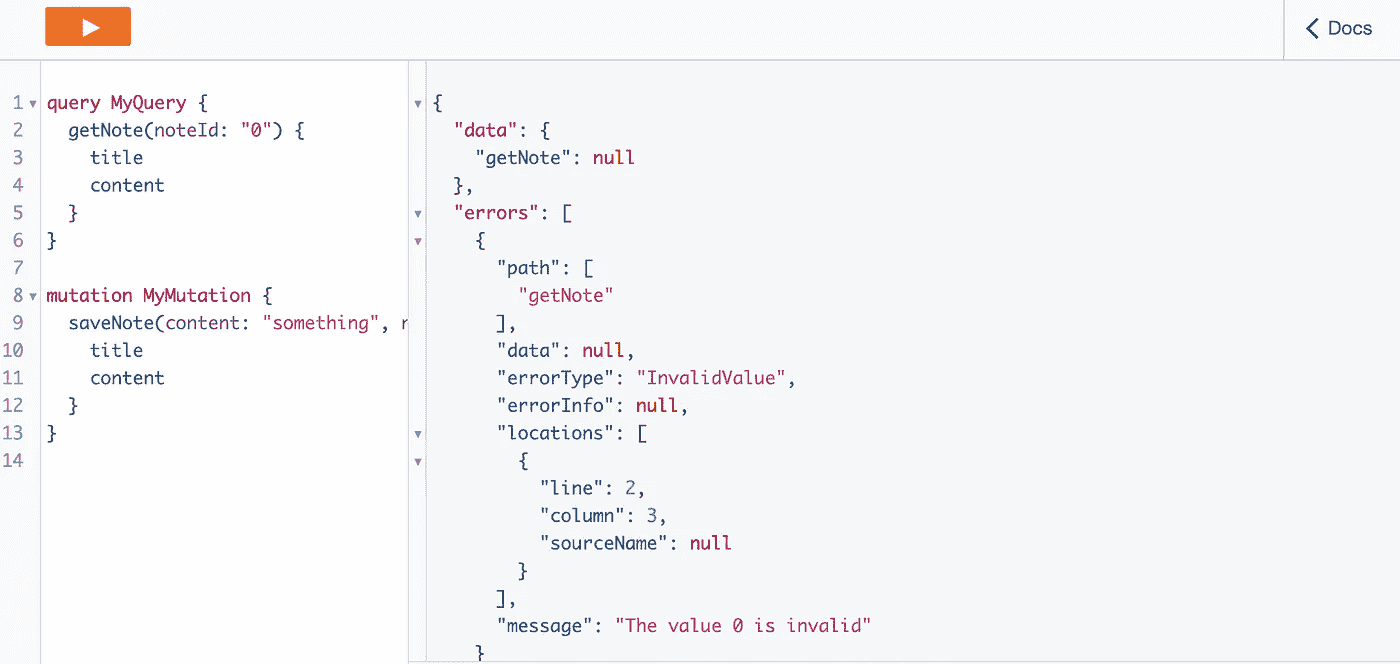 Docs
1 query MyQuery {
2 getNote(noteId: "0") {
3 title
4 content
5 }
6 }
7
8 mutation MyMutation {
9 saveNote(content: "something",
10 title
11 content
12 }
13 }
14
{
"data": {
"getNote": null
},
"errors": [
{
"path": [
"getNote"
],
"data": null,
"errorType": "InvalidValue",
"errorInfo": null,
"locations": [
{
"line": 2,
"column": 3,
"sourceName": null
}
],
"message": "The value 0 is invalid"
}